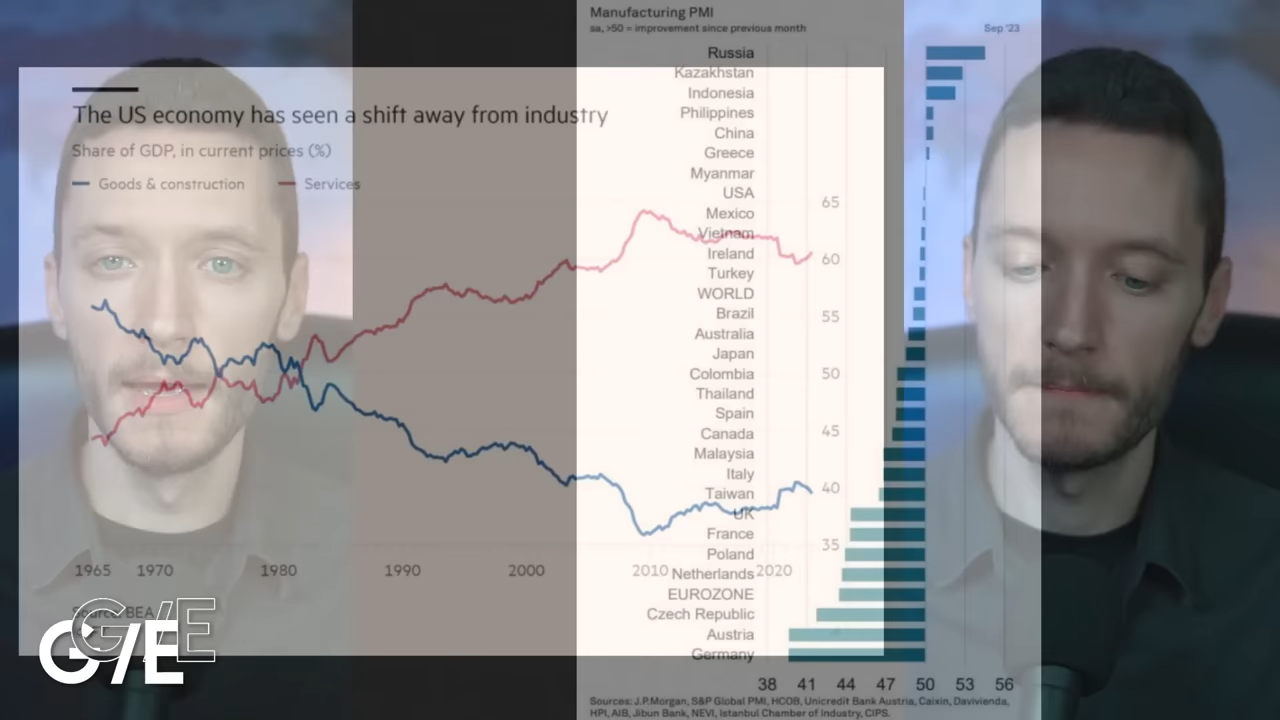 Manufacturing PMI
sa, >50 = improvement since previous month
Sep '23
Russia
Kazakhstan
Indonesia
Philippines
China
Greece
Myanmar
USA
Mexico
Vietnam
Ireland
Turkey
WORLD
Brazil
Australia
Japan
Colombia
Thailand
Spain
Canada
Malaysia
Italy
Taiwan
UK
France
Poland
Netherlands
EUROZONE
Czech Republic
Austria
Germany
38 41 44 47 50 53 56
Sources: J.P.Morgan, S&P Global PMI, HCOB, Unicredit Bank Austria, Caixin, Davivienda,
HPI, AIB, Jibun Bank, NEVI, Istanbul Chamber of Industry, CIPS.
The US economy has seen a shift away from industry
Share of GDP, in current prices (%)
Goods & construction Services
65
60
55
50
45
40
35
1965 1970 1980 1990 2000 2010 2020
Source: BEA
G/E
G/E